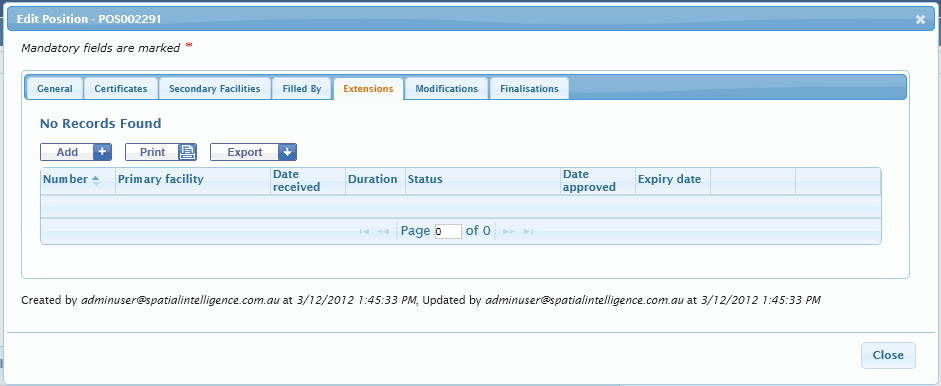 Edit Position - POS002291
Mandatory fields are marked *
General Certificates Secondary Facilities Filled By Extensions Modifications Finalisations
No Records Found
Add Print Export
Number Primary facility Date received Duration Status Date approved Expiry date
Page 0 of 0
Created by adminuser@spatialintelligence.com.au at 3/12/2012 1:45:33 PM, Updated by adminuser@spatialintelligence.com.au at 3/12/2012 1:45:33 PM
Close